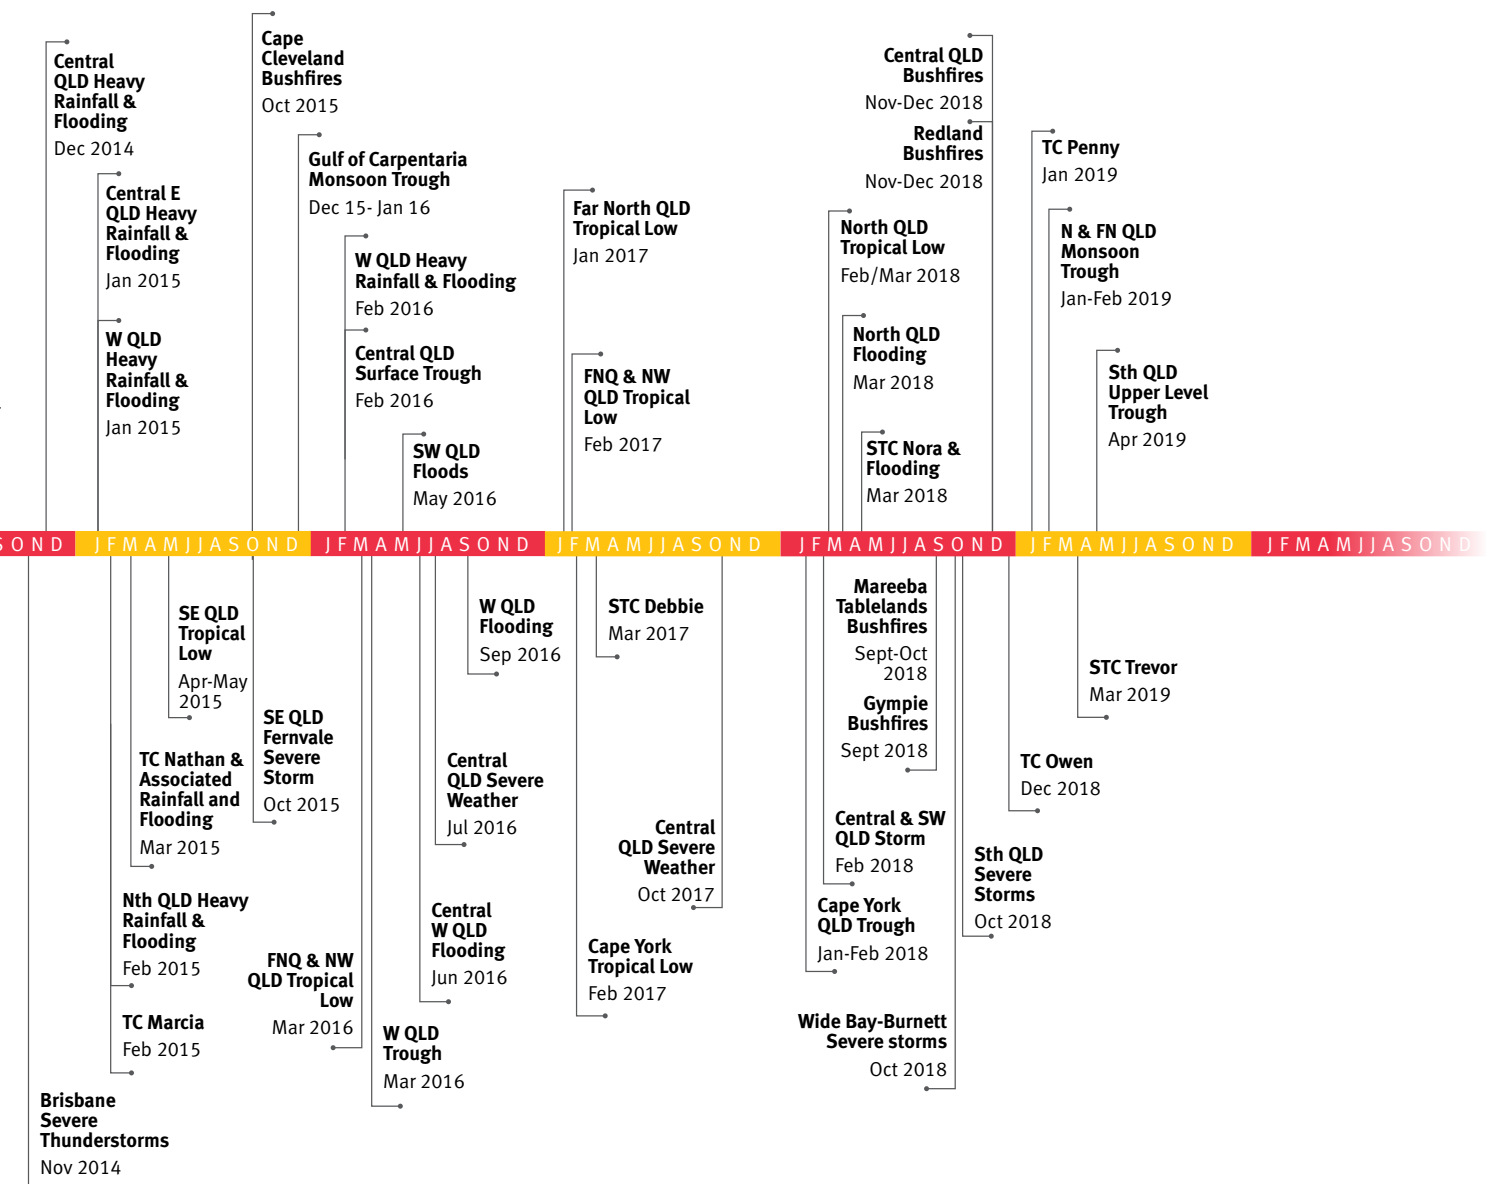 Central
QLD Heavy
Rainfall &
Flooding
Dec 2014
Central E
QLD Heavy
Rainfall &
Flooding
Jan 2015
W QLD
Heavy
Rainfall &
Flooding
Jan 2015
Cape
Cleveland
Bushfires
Oct 2015
Gulf of Carpentaria
Monsoon Trough
Dec 15- Jan 16
W QLD Heavy
Rainfall & Flooding
Feb 2016
Central QLD
Surface Trough
Feb 2016
SW QLD
Floods
May 2016
Far North QLD
Tropical Low
Jan 2017
FNQ & NW
QLD Tropical
Low
Feb 2017
Central QLD
Bushfires
Nov-Dec 2018
Redland
Bushfires
Nov-Dec 2018
North QLD
Tropical Low
Feb/Mar 2018
North QLD
Flooding
Mar 2018
STC Nora &
Flooding
Mar 2018
TC Penny
Jan 2019
N & FN QLD
Monsoon
Trough
Jan-Feb 2019
Sth QLD
Upper Level
Trough
Apr 2019
S O N D J F M A M J J A S O N D J F M A M J J A S O N D J F M A M J J A S O N D J F M A M J J A S O N D J F M A M J J A S O N D J F M A M J J A S O N D
SE QLD
Tropical
Low
Apr-May
2015
TC Nathan &
Associated
Rainfall and
Flooding
Mar 2015
Nth QLD Heavy
Rainfall &
Flooding
Feb 2015
TC Marcia
Feb 2015
Brisbane
Severe
Thunderstorms
Nov 2014
SE QLD
Fernvale
Severe
Storm
Oct 2015
FNQ & NW
QLD Tropical
Low
Mar 2016
W QLD
Trough
Mar 2016
W QLD
Flooding
Sep 2016
Central
QLD Severe
Weather
Jul 2016
Central
W QLD
Flooding
Jun 2016
STC Debbie
Mar 2017
Central
QLD Severe
Weather
Oct 2017
Cape York
Tropical Low
Feb 2017
Mareeba
Tablelands
Bushfires
Sept-Oct
2018
Gympie
Bushfires
Sept 2018
Central & SW
QLD Storm
Feb 2018
Cape York
QLD Trough
Jan-Feb 2018
Wide Bay-Burnett
Severe storms
Oct 2018
Sth QLD
Severe
Storms
Oct 2018
TC Owen
Dec 2018
STC Trevor
Mar 2019